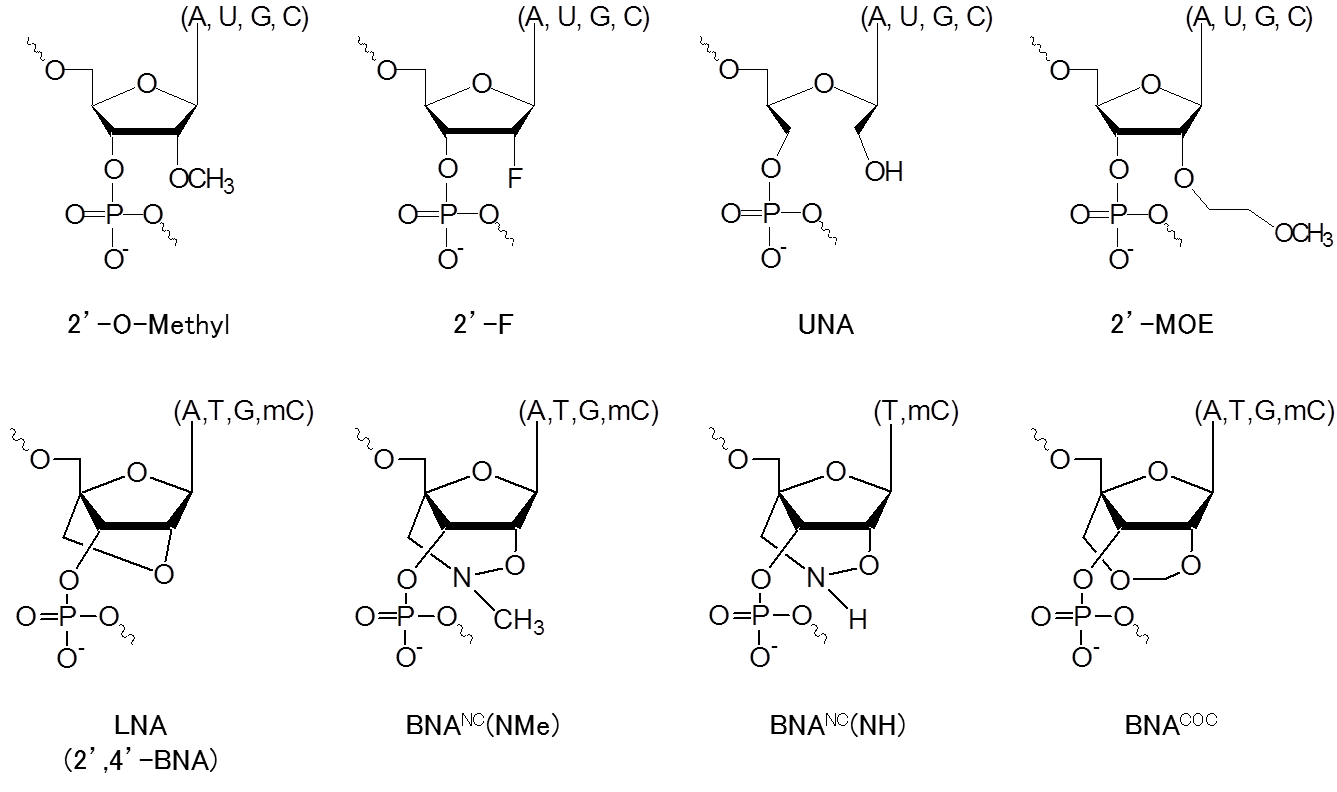 (A, U, G, C) (A, U, G, C) (A, U, G, C) (A, U, G, C)
O O O O O O O O
O OCH3 O F O OH O O
O=P-O O=P-O O=P-O O=P-O OCH3
O- O- O- O-
2'-O-Methyl 2'-F UNA 2'-MOE
(A,T,G,mC) (A,T,G,mC) (T,mC) (A,T,G,mC)
O O O O O O O O
O O O N O O N O O O O
O=P-O O=P-O CH3 O=P-O H O=P-O
O- O- O- O-
LNA BNANC(NMe) BNANC(NH) BNACOC
(2',4'-BNA)